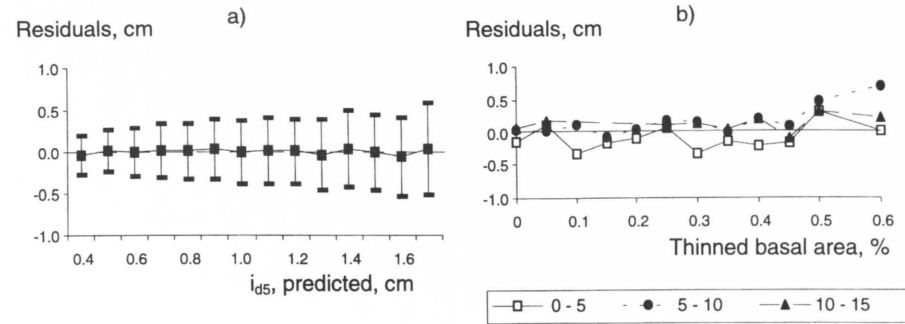 a)
Residuals, cm
1.0
0.5
0.0
-0.5
-1.0
0.4 0.6 0.8 1.0 1.2 1.4 1.6
i_d5, predicted, cm
b)
Residuals, cm
1.0
0.5
0.0
-0.5
-1.0
0 0.1 0.2 0.3 0.4 0.5 0.6
Thinned basal area, %
0 - 5 5 - 10 10 - 15